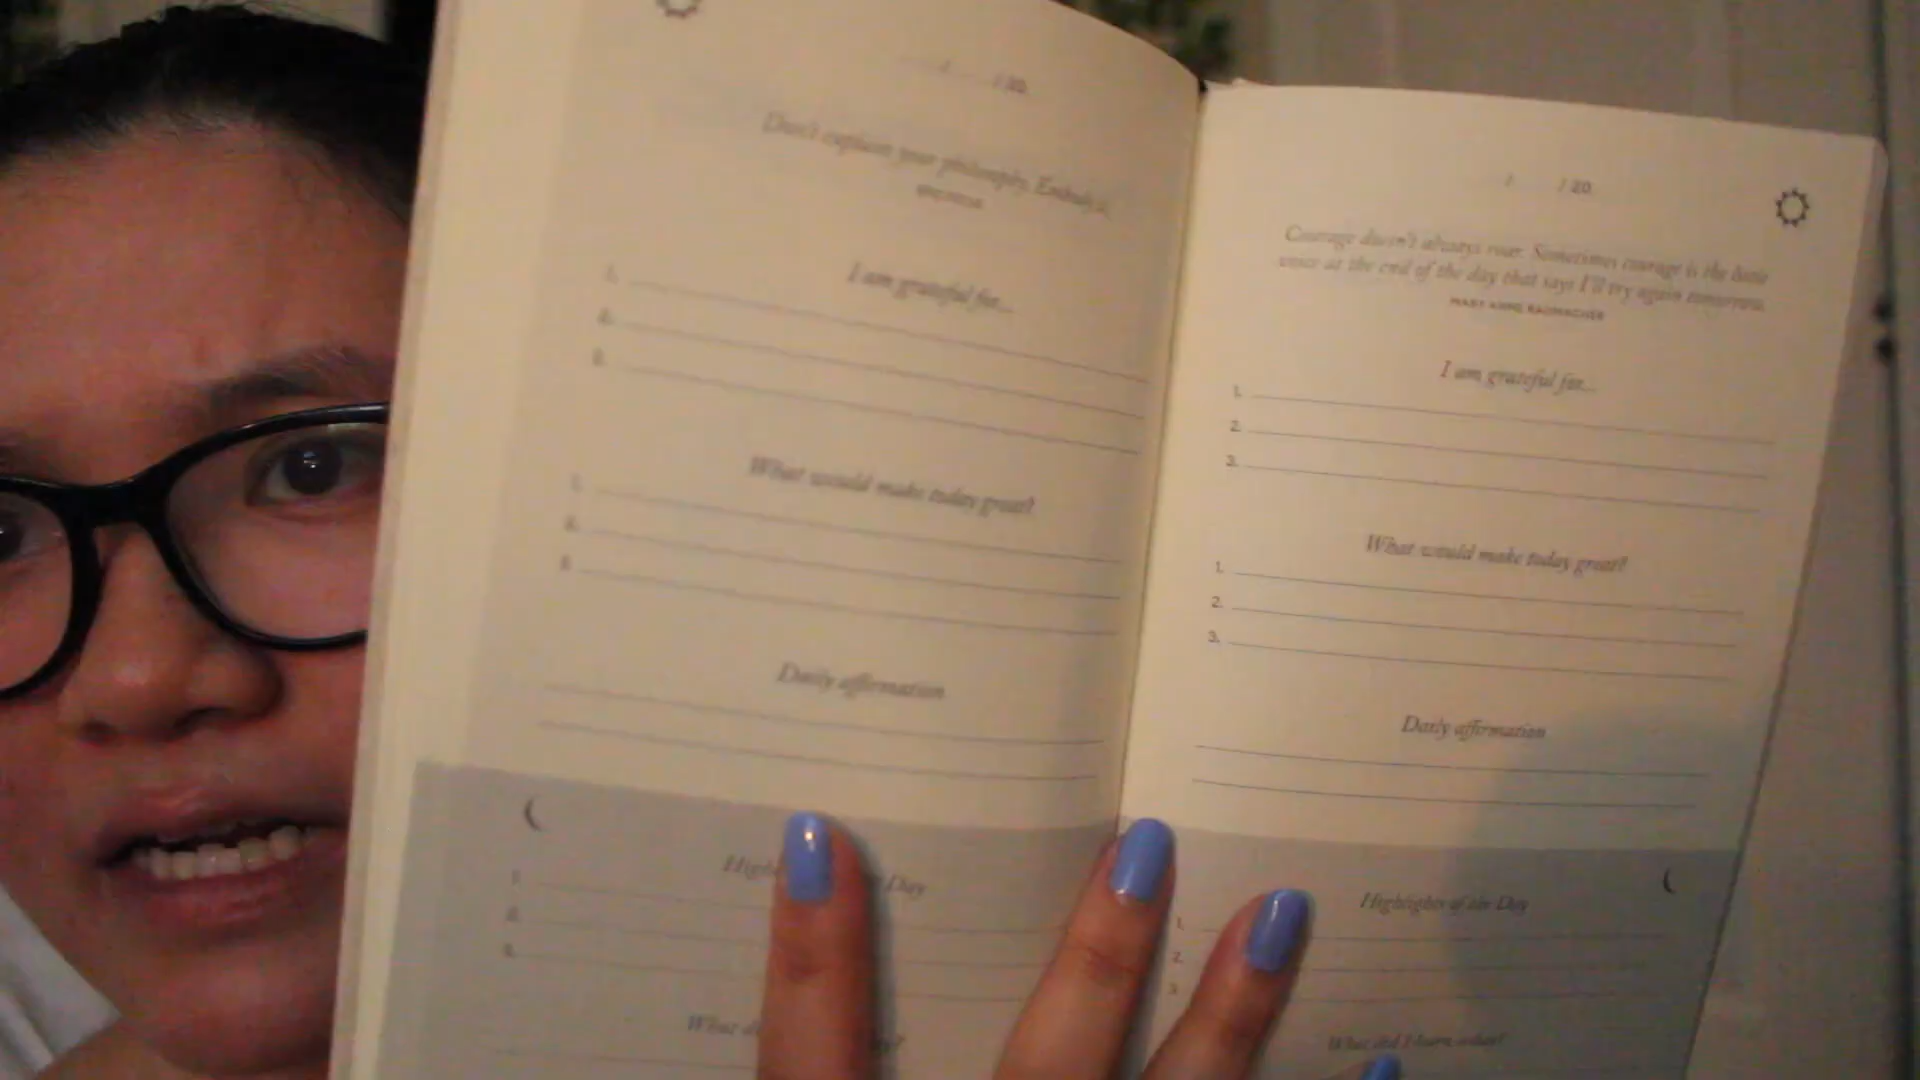 / / 20
Don't explain your philosophy. Embody it.
I am grateful for...
1.
2.
3.
What would make today great?
1.
2.
3.
Daily affirmation
Day
1.
2.
3.
What
/ / 20
Courage doesn't always roar. Sometimes courage is the little
voice at the end of the day that says I'll try again tomorrow.
MARY ANNE RADMACHER
I am grateful for...
1.
2.
3.
What would make today great?
1.
2.
3.
Daily affirmation
Highlights of the Day
1.
2.
3.
What did I learn today?